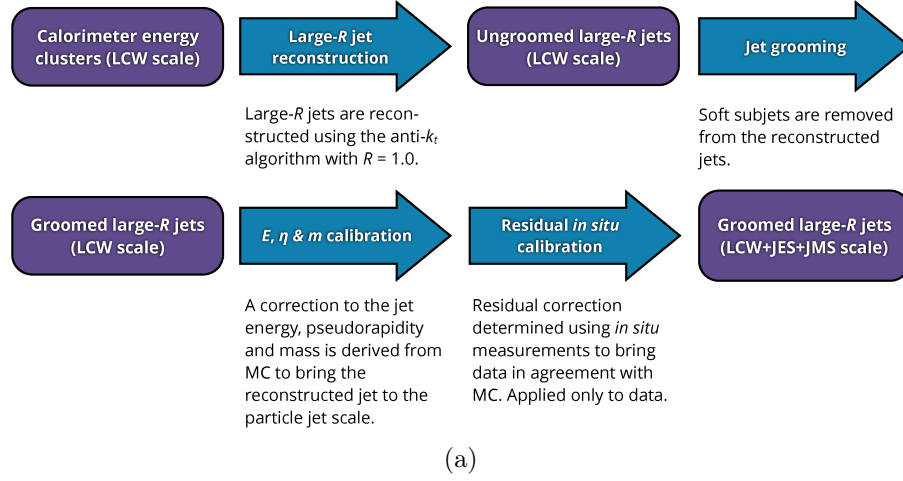 Calorimeter energy
clusters (LCW scale)
Large-R jet
reconstruction
Ungroomed large-R jets
(LCW scale)
Jet grooming
Large-R jets are recon-
structed using the anti-kt
algorithm with R = 1.0.
Soft subjets are removed
from the reconstructed
jets.
Groomed large-R jets
(LCW scale)
E, η & m calibration
Residual in situ
calibration
Groomed large-R jets
(LCW+JES+JMS scale)
A correction to the jet
energy, pseudorapidity
and mass is derived from
MC to bring the
reconstructed jet to the
particle jet scale.
Residual correction
determined using in situ
measurements to bring
data in agreement with
MC. Applied only to data.
(a)